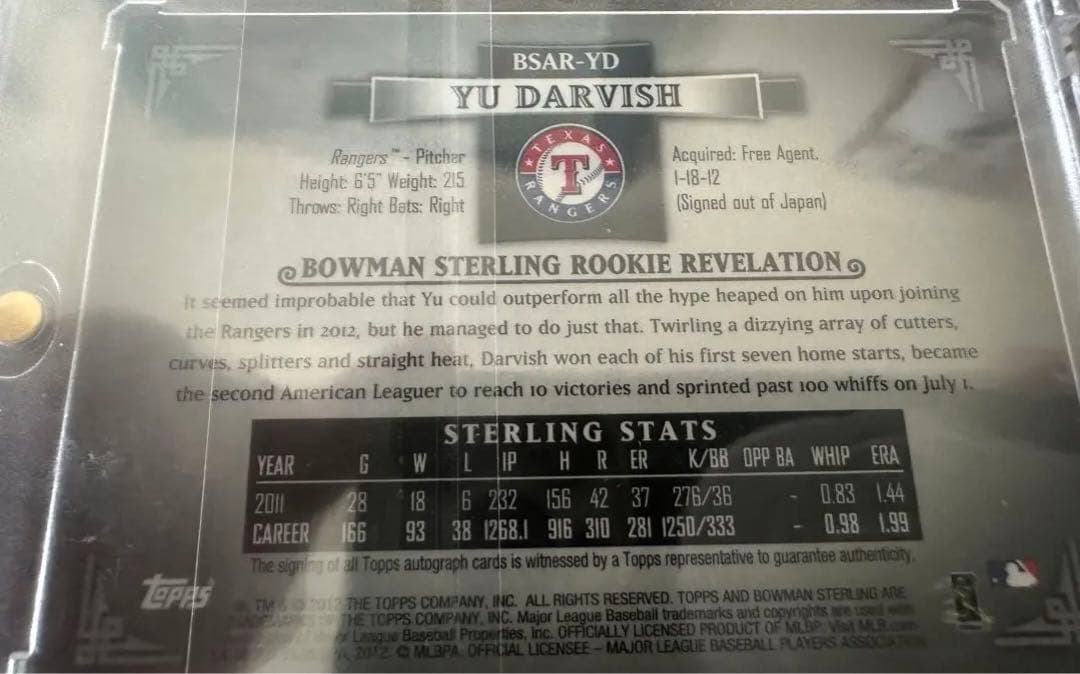 BSAR-YD
YU DARVISH
Rangers™ - Pitcher
Height: 6'5" Weight: 215
Throws: Right Bats: Right
TEXAS
T
RANGERS
Acquired: Free Agent.
1-18-12
(Signed out of Japan)
BOWMAN STERLING ROOKIE REVELATION
It seemed improbable that Yu could outperform all the hype heaped on him upon joining
the Rangers in 2012, but he managed to do just that. Twirling a dizzying array of cutters,
curves, splitters and straight heat, Darvish won each of his first seven home starts, became
the second American Leaguer to reach 10 victories and sprinted past 100 whiffs on July 1.
STERLING STATS
YEAR G W L IP H R ER K/BB OPP BA WHIP ERA
2011 28 18 6 232 156 42 37 276/36 - 0.83 1.44
CAREER 166 93 38 1268.1 916 310 281 1250/333 - 0.98 1.99
The signing of all Topps autograph cards is witnessed by a Topps representative to guarantee authenticity.
Topps
TM & © 2012 THE TOPPS COMPANY, INC. ALL RIGHTS RESERVED. TOPPS AND BOWMAN STERLING ARE
TRADEMARKS OF THE TOPPS COMPANY, INC. Major League Baseball trademarks and copyrights are used with
League Baseball Properties, Inc. OFFICIALLY LICENSED PRODUCT OF MLBP Visit MLB.com
2012 © MLBPA. OFFICIAL LICENSEE – MAJOR LEAGUE BASEBALL PLAYERS ASSOCIATION